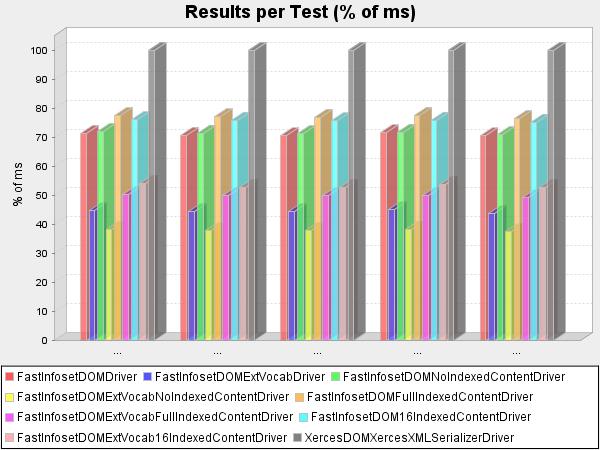 Results per Test (% of ms)
% of ms
100
90
80
70
60
50
40
30
20
10
0
... ... ... ... ...
FastInfosetDOMDriver FastInfosetDOMExtVocabDriver FastInfosetDOMNoIndexedContentDriver
FastInfosetDOMExtVocabNoIndexedContentDriver FastInfosetDOMFullIndexedContentDriver
FastInfosetDOMExtVocabFullIndexedContentDriver FastInfosetDOM16IndexedContentDriver
FastInfosetDOMExtVocab16IndexedContentDriver XercesDOMXercesXMLSerializerDriver